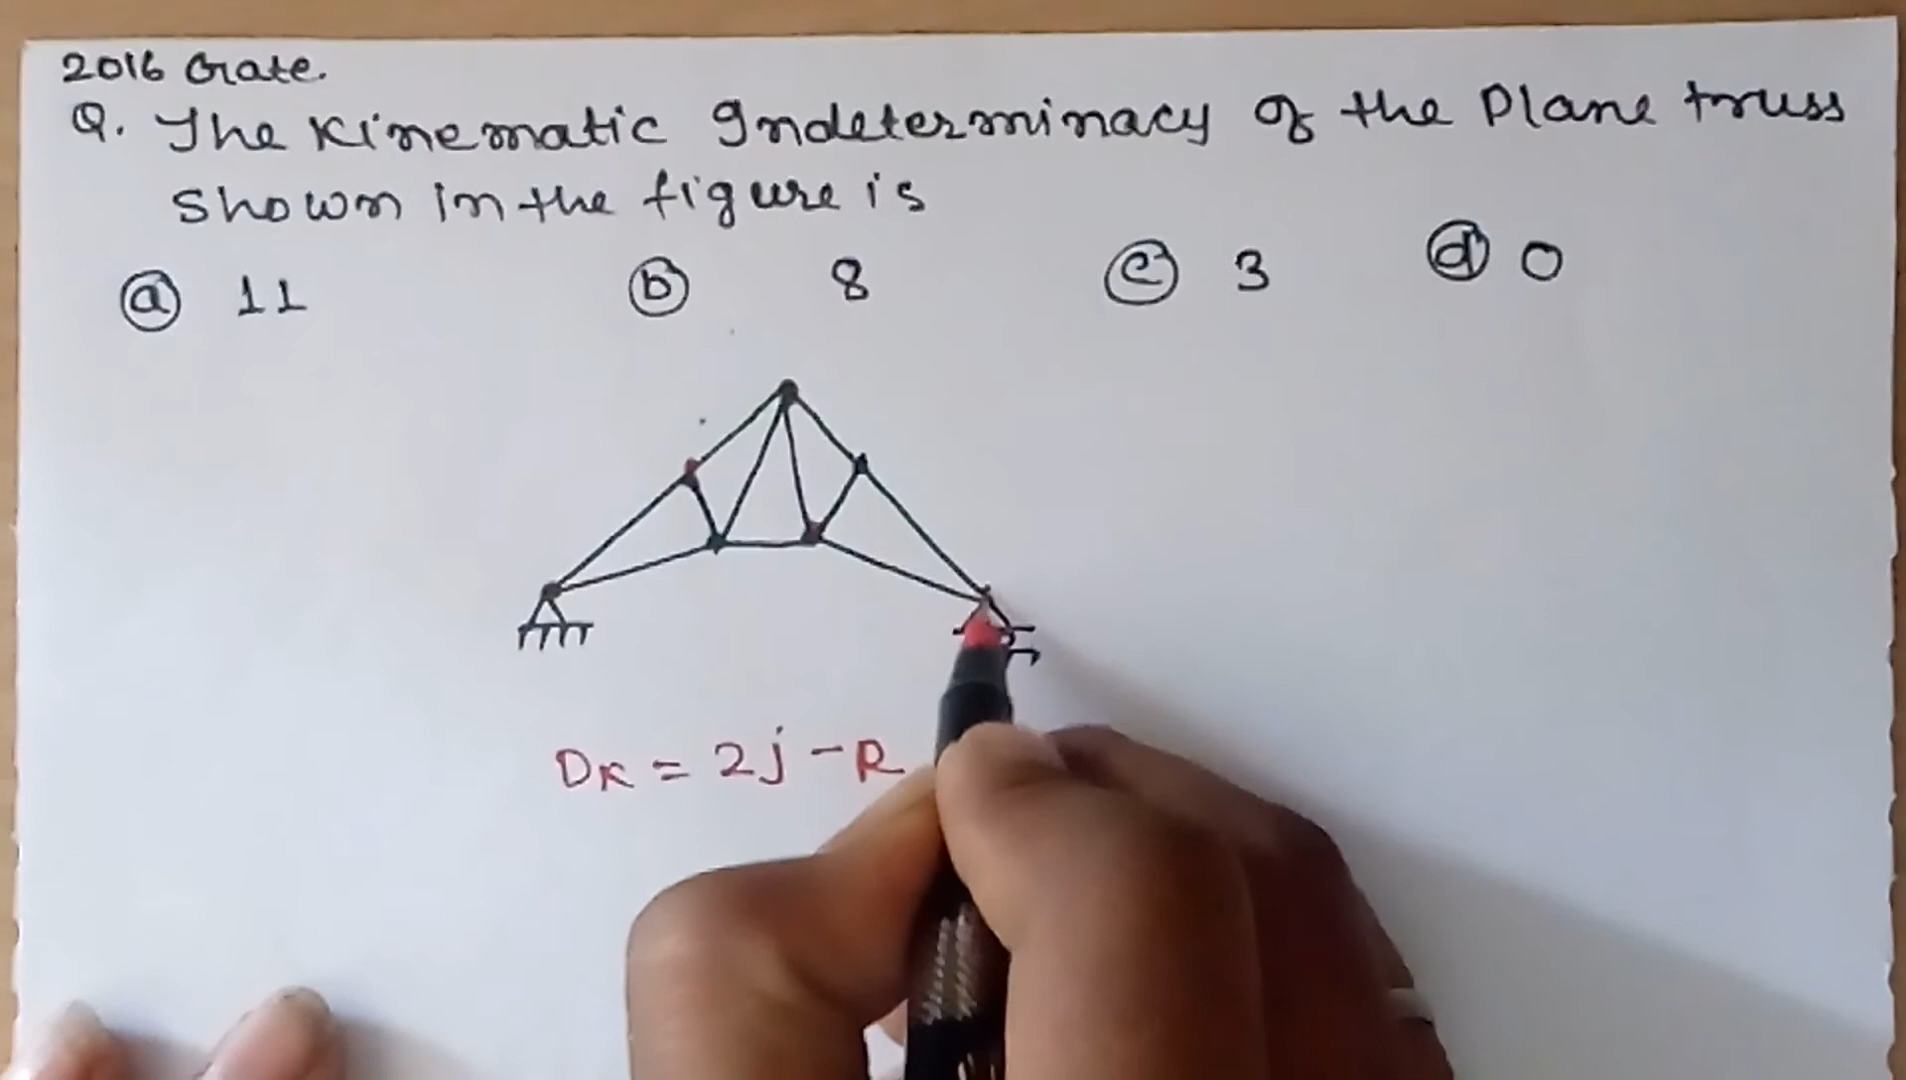 2016 Gate.
Q. The Kinematic Indeterminacy of the Plane truss
shown in the figure is
(a) 11 (b) 8 (c) 3 (d) 0
DK = 2j - R